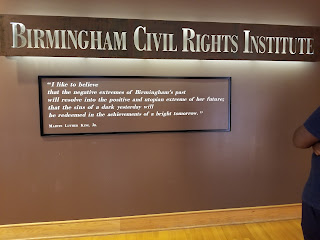 BIRMINGHAM CIVIL RIGHTS INSTITUTE
"I like to believe
that the negative extremes of Birmingham's past
will resolve into the positive and utopian extreme of her future;
that the sins of a dark yesterday will
be redeemed in the achievements of a bright tomorrow."
MARTIN LUTHER KING, JR.